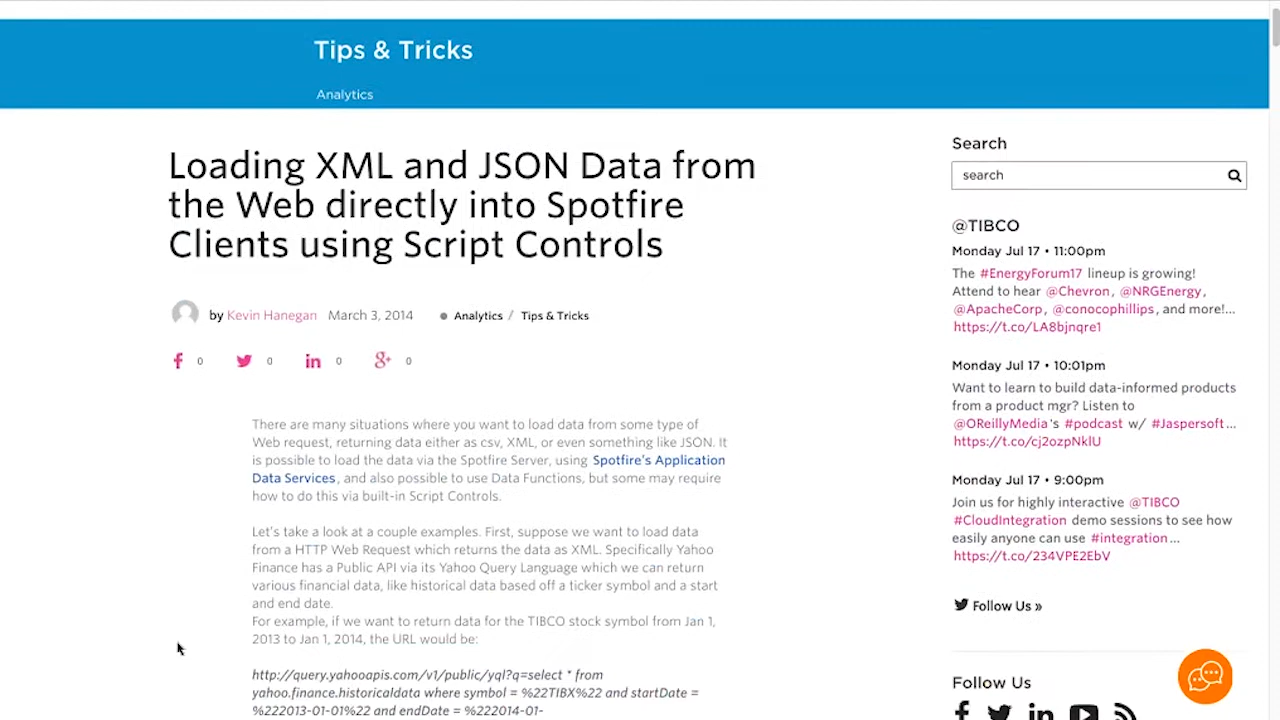 Tips & Tricks
Analytics
Loading XML and JSON Data from
the Web directly into Spotfire
Clients using Script Controls
by Kevin Hanegan March 3, 2014 Analytics / Tips & Tricks
0 0 0 0
There are many situations where you want to load data from some type of
Web request, returning data either as csv, XML, or even something like JSON. It
is possible to load the data via the Spotfire Server, using Spotfire's Application
Data Services, and also possible to use Data Functions, but some may require
how to do this via built-in Script Controls.
Let's take a look at a couple examples. First, suppose we want to load data
from a HTTP Web Request which returns the data as XML. Specifically Yahoo
Finance has a Public API via its Yahoo Query Language which we can return
various financial data, like historical data based off a ticker symbol and a start
and end date.
For example, if we want to return data for the TIBCO stock symbol from Jan 1,
2013 to Jan 1, 2014, the URL would be:
http://query.yahooapis.com/v1/public/yql?q=select * from
yahoo.finance.historicaldata where symbol = %22TIBX%22 and startDate =
%222013-01-01%22 and endDate = %222014-01-
Search
search
@TIBCO
Monday Jul 17 • 11:00pm
The #EnergyForum17 lineup is growing!
Attend to hear @Chevron, @NRGEnergy,
@ApacheCorp, @conocophillips, and more!...
https://t.co/LA8bjnqre1
Monday Jul 17 • 10:01pm
Want to learn to build data-informed products
from a product mgr? Listen to
@OReillyMedia's #podcast w/ #Jaspersoft...
https://t.co/cj2ozpNklU
Monday Jul 17 • 9:00pm
Join us for highly interactive @TIBCO
#CloudIntegration demo sessions to see how
easily anyone can use #integration...
https://t.co/234VPE2EbV
Follow Us »
Follow Us